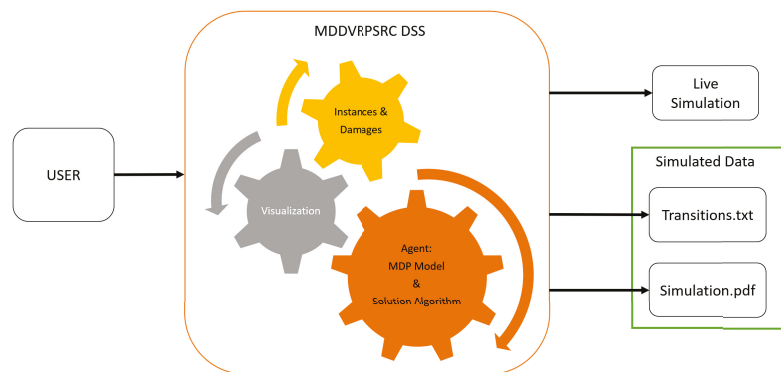 MDDVRPSRC DSS
USER
Instances &
Damages
Visualization
Agent:
MDP Model
&
Solution Algorithm
Live
Simulation
Simulated Data
Transitions.txt
Simulation.pdf